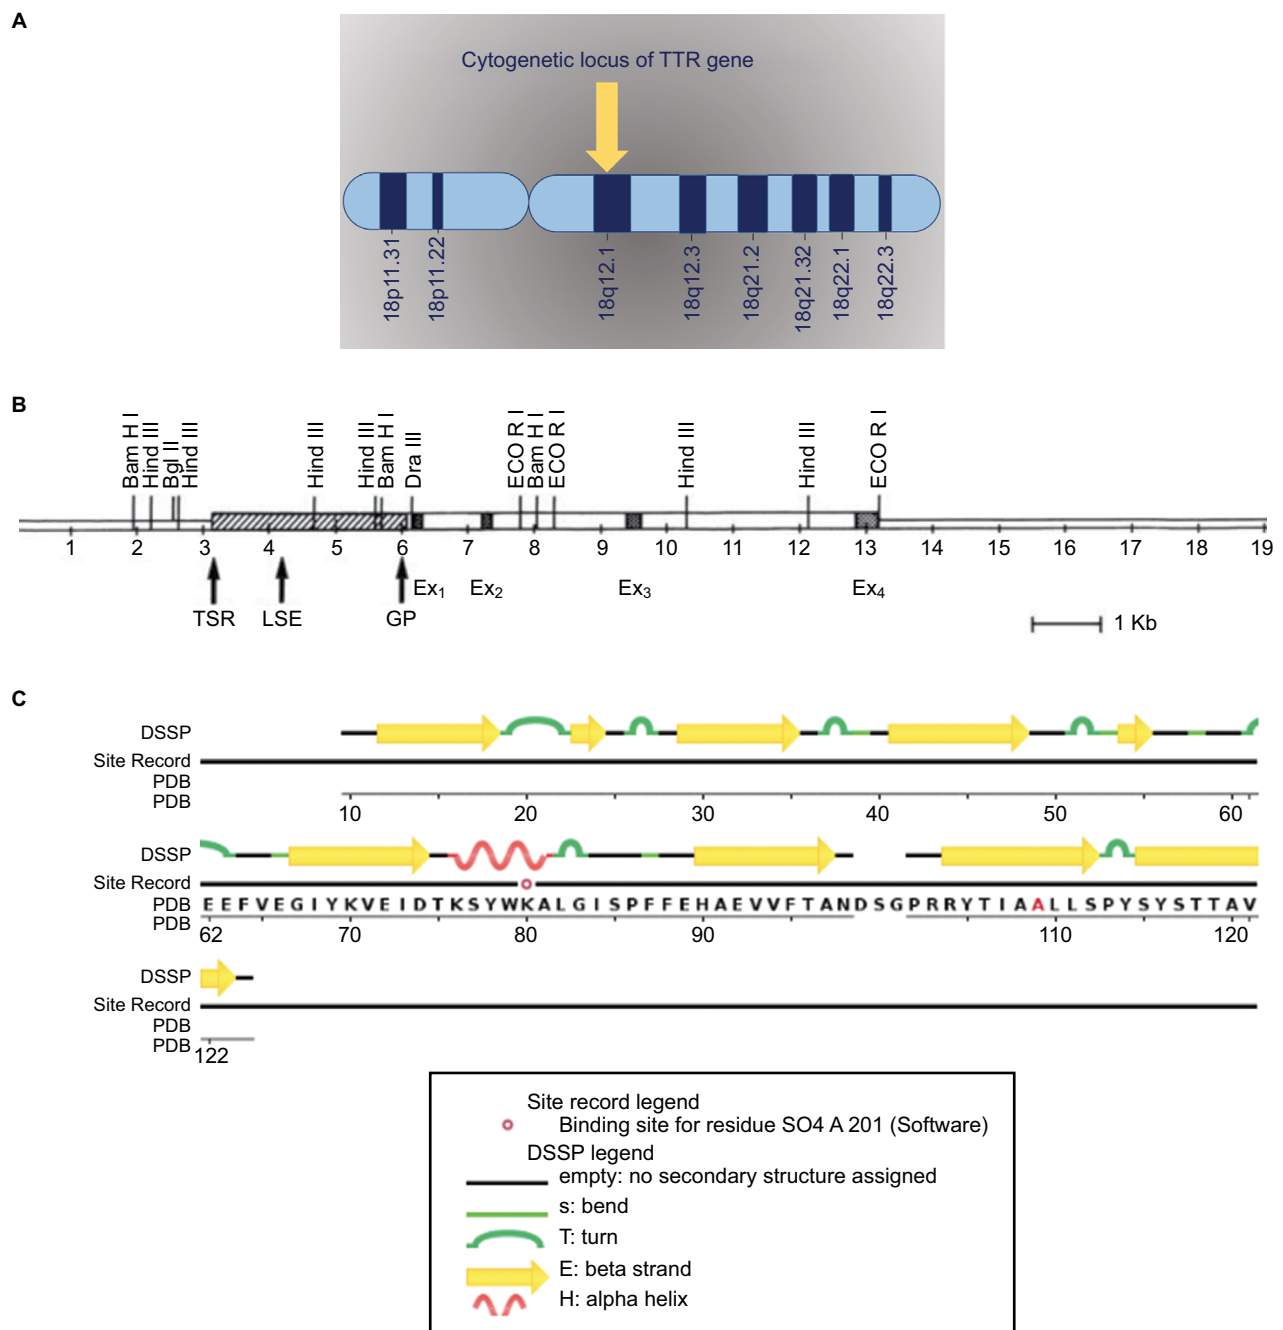 A
Cytogenetic locus of TTR gene
18p11.31
18p11.22
18q12.1
18q12.3
18q21.2
18q21.32
18q22.1
18q22.3
B
Bam H I
Hind III
Bgl II
Hind III
Hind III
Hind III
Bam H I
Dra III
ECO R I
Bam H I
ECO R I
Hind III
Hind III
ECO R I
1 2 3 4 5 6 7 8 9 10 11 12 13 14 15 16 17 18 19
Ex1 Ex2 Ex3 Ex4
TSR LSE GP
1 Kb
C
DSSP
Site Record
PDB
PDB
10 20 30 40 50 60
DSSP
Site Record
PDB EEFVEGIYKVEIDTKSYWKALGISPFFEHAEVVFTANDSGPRRYTIAALLSPYSYSTTAV
PDB
62 70 80 90 110 120
DSSP
Site Record
PDB
PDB
122
Site record legend
Binding site for residue SO4 A 201 (Software)
DSSP legend
empty: no secondary structure assigned
s: bend
T: turn
E: beta strand
H: alpha helix